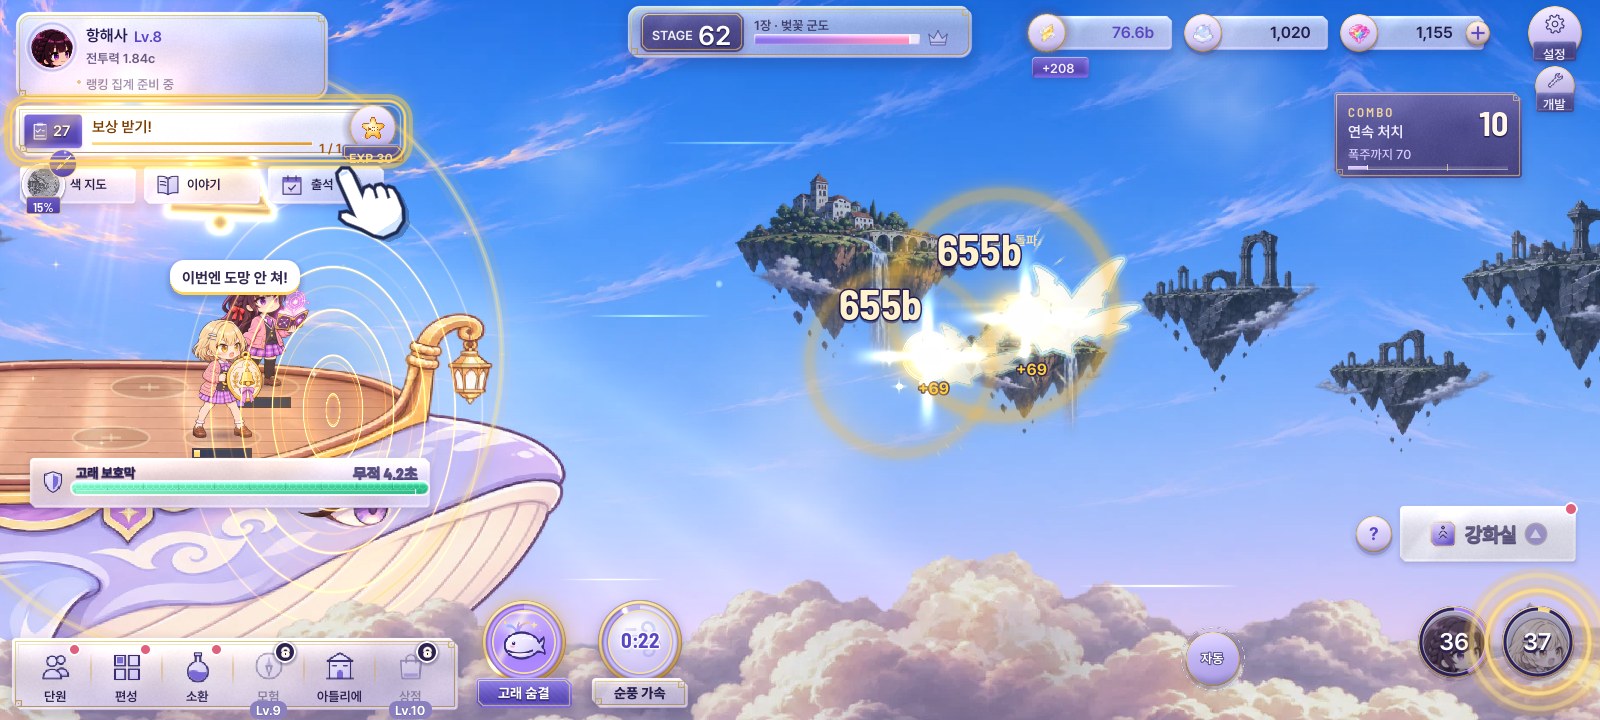 항해사 Lv.8
전투력 1.84c
랭킹 집계 준비 중
27 보상 받기!
1/1
EXP 30
색 지도
15%
이야기
출석
STAGE 62
1장 · 벚꽃 군도
76.6b
+208
1,020
1,155
설정
개발
COMBO
연속 처치 10
폭주까지 70
이번엔 도망 안 쳐!
655b
돌파
655b
+69
+69
고래 보호막 무적 4.2초
? 강화실
단원
편성
소환
모험
Lv.9
아틀리에
상점
Lv.10
고래 숨결
0:22
순풍 가속
자동
36
37